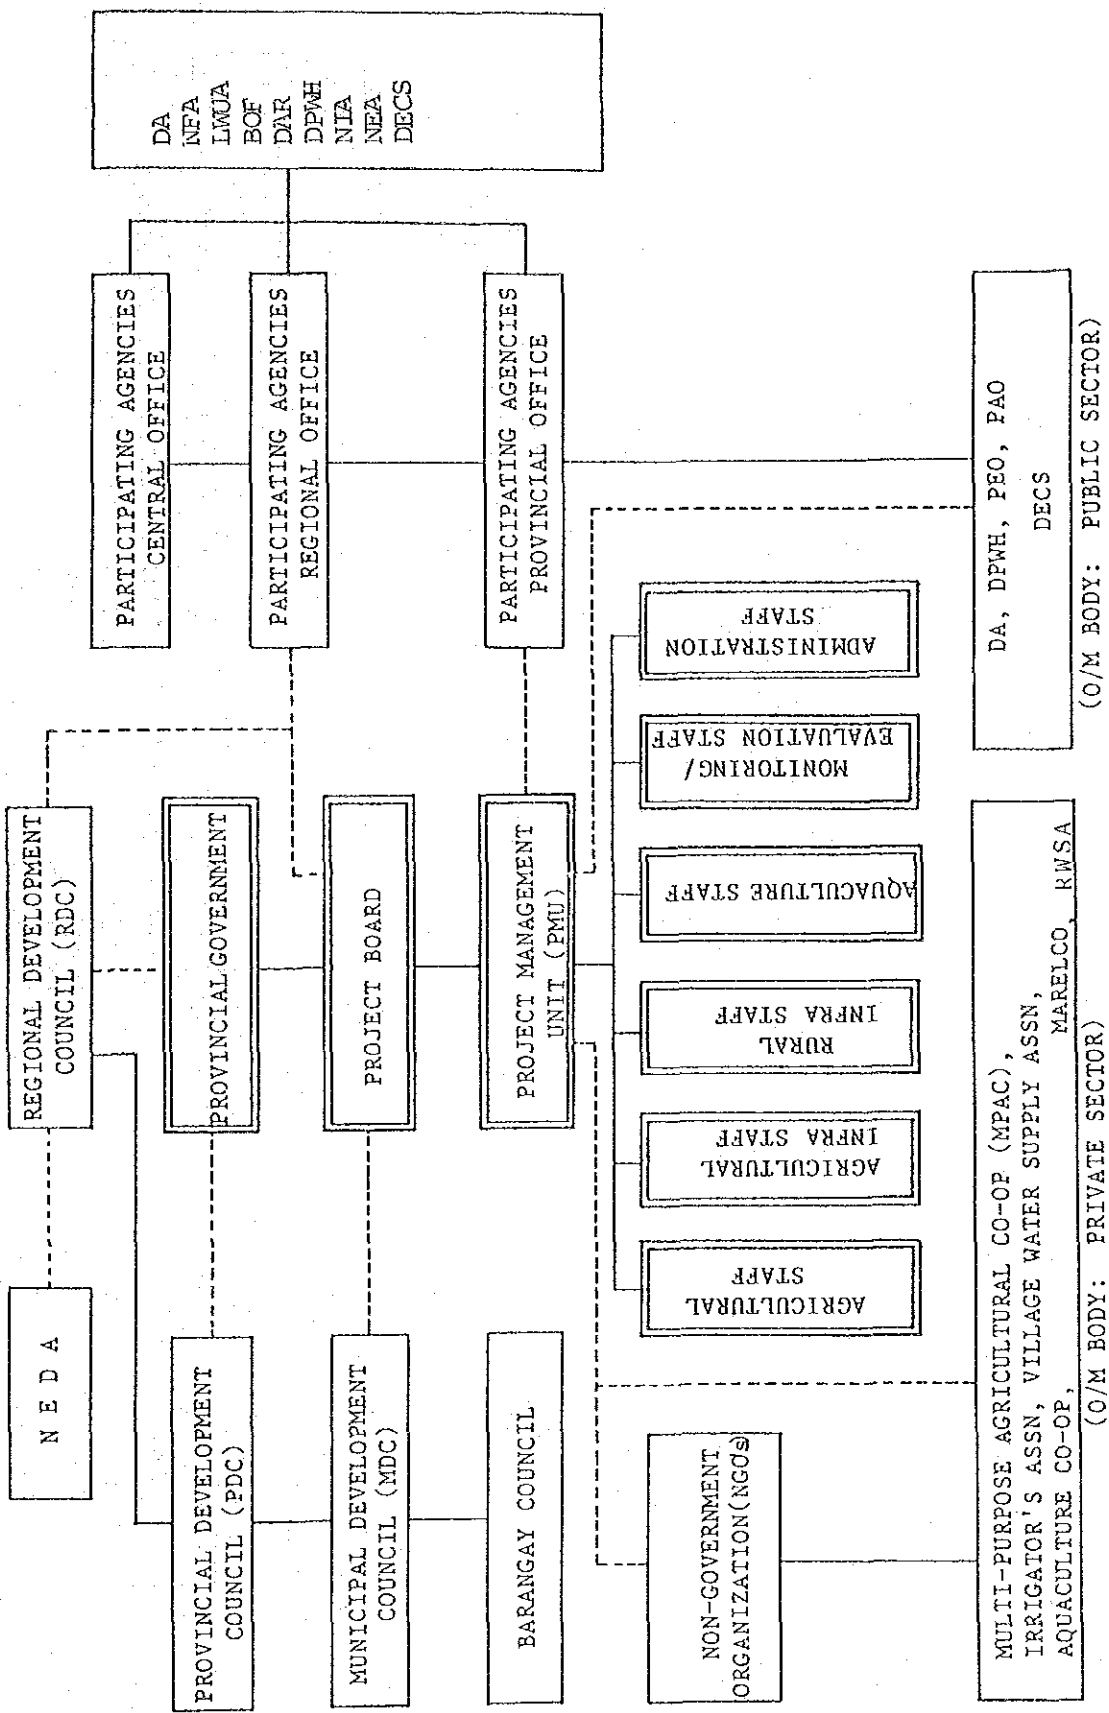 N E D A
REGIONAL DEVELOPMENT
COUNCIL (RDC)
PROVINCIAL DEVELOPMENT
COUNCIL (PDC)
PROVINCIAL GOVERNMENT
PARTICIPATING AGENCIES
CENTRAL OFFICE
DA
NFA
LWUA
BOF
DAR
DPWH
NIA
NEA
DECS
MUNICIPAL DEVELOPMENT
COUNCIL (MDC)
PROJECT BOARD
PARTICIPATING AGENCIES
REGIONAL OFFICE
BARANGAY COUNCIL
PROJECT MANAGEMENT
UNIT (PMU)
PARTICIPATING AGENCIES
PROVINCIAL OFFICE
NON-GOVERNMENT
ORGANIZATION(NGOs)
AGRICULTURAL
STAFF
AGRICULTURAL
INFRA STAFF
RURAL
INFRA STAFF
AQUACULTURE STAFF
MONITORING/
EVALUATION STAFF
ADMINISTRATION
STAFF
MULTI-PURPOSE AGRICULTURAL CO-OP (MPAC),
IRRIGATOR'S ASSN, VILLAGE WATER SUPPLY ASSN,
AQUACULTURE CO-OP, MARELCO, RWSA
(O/M BODY: PRIVATE SECTOR)
DA, DPWH, PEO, PAO
DECS
(O/M BODY: PUBLIC SECTOR)